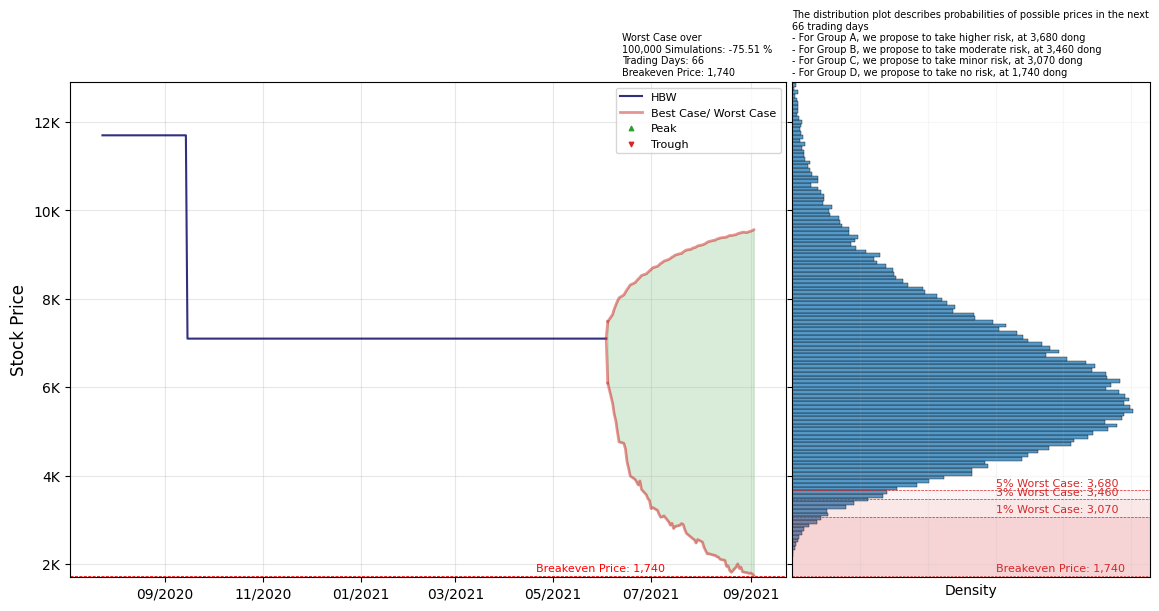 Worst Case over
100,000 Simulations: -75.51 %
Trading Days: 66
Breakeven Price: 1,740
The distribution plot describes probabilities of possible prices in the next
66 trading days
- For Group A, we propose to take higher risk, at 3,680 dong
- For Group B, we propose to take moderate risk, at 3,460 dong
- For Group C, we propose to take minor risk, at 3,070 dong
- For Group D, we propose to take no risk, at 1,740 dong
HBW
Best Case/ Worst Case
Peak
Trough
Stock Price
12K
10K
8K
6K
4K
2K
Breakeven Price: 1,740
09/2020
11/2020
01/2021
03/2021
05/2021
07/2021
09/2021
5% Worst Case: 3,680
3% Worst Case: 3,460
1% Worst Case: 3,070
Breakeven Price: 1,740
Density